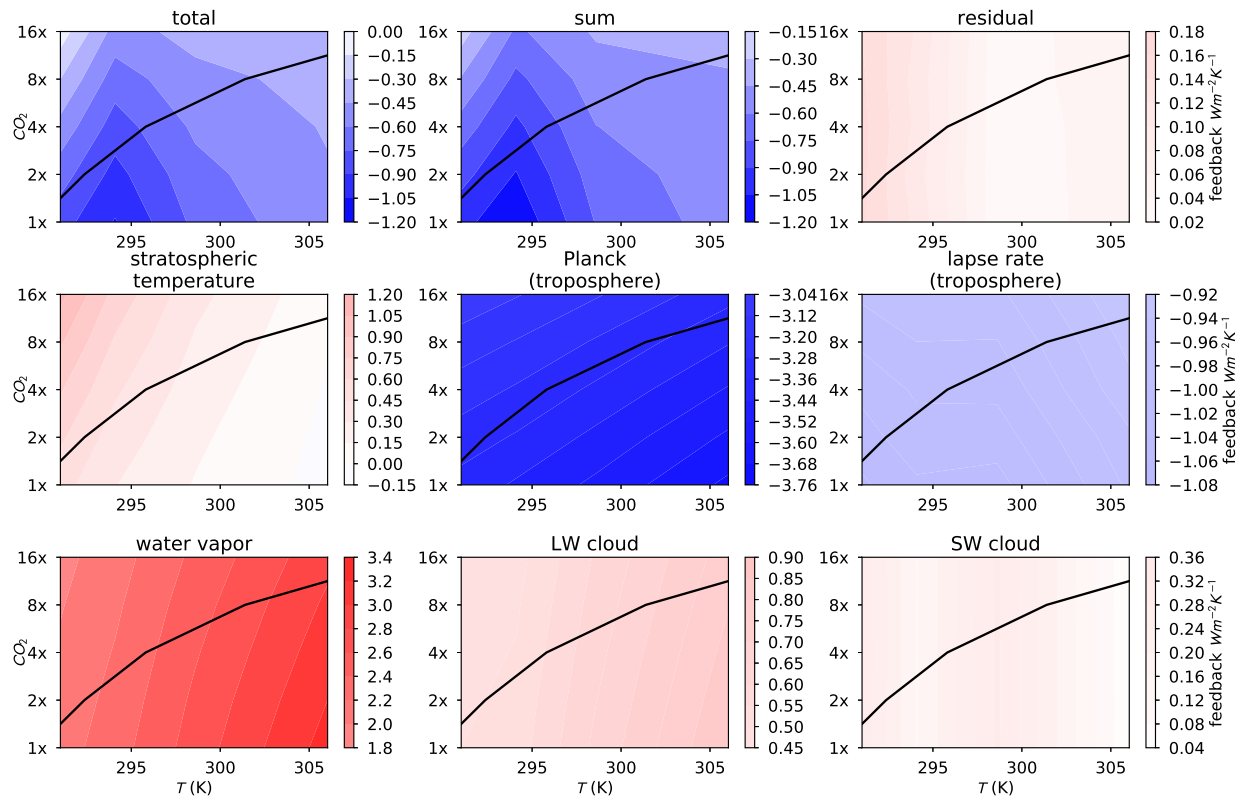 total
sum
residual
16x
8x
4x
2x
1x
CO₂
295
300
305
0.00
−0.15
−0.30
−0.45
−0.60
−0.75
−0.90
−1.05
−1.20
295
300
305
−0.15
−0.30
−0.45
−0.60
−0.75
−0.90
−1.05
−1.20
16x
8x
4x
2x
1x
295
300
305
0.18
0.16
0.14
0.12
0.10
0.08
0.06
0.04
0.02
feedback Wm⁻²K⁻¹
stratospheric
temperature
Planck
(troposphere)
lapse rate
(troposphere)
16x
8x
4x
2x
1x
CO₂
295
300
305
1.20
1.05
0.90
0.75
0.60
0.45
0.30
0.15
0.00
−0.15
295
300
305
−3.04
−3.12
−3.20
−3.28
−3.36
−3.44
−3.52
−3.60
−3.68
−3.76
16x
8x
4x
2x
1x
295
300
305
−0.92
−0.94
−0.96
−0.98
−1.00
−1.02
−1.04
−1.06
−1.08
feedback Wm⁻²K⁻¹
water vapor
LW cloud
SW cloud
16x
8x
4x
2x
1x
CO₂
295
300
305
T (K)
3.4
3.2
3.0
2.8
2.6
2.4
2.2
2.0
1.8
16x
8x
4x
2x
1x
295
300
305
T (K)
0.90
0.85
0.80
0.75
0.70
0.65
0.60
0.55
0.50
0.45
16x
8x
4x
2x
1x
295
300
305
T (K)
0.36
0.32
0.28
0.24
0.20
0.16
0.12
0.08
0.04
feedback Wm⁻²K⁻¹